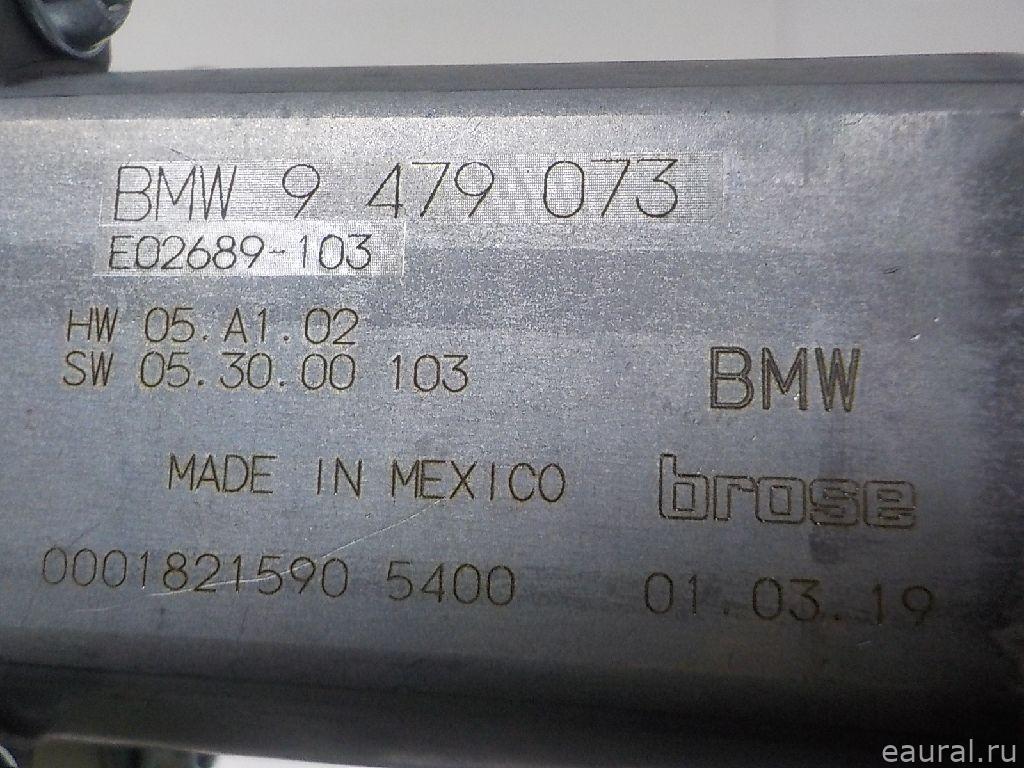 BMW 9 479 073
E02689-103
HW 05.A1.02
SW 05.30.00 103
BMW
MADE IN MEXICO
brose
0001821590 5400 01.03.19
eaural.ru